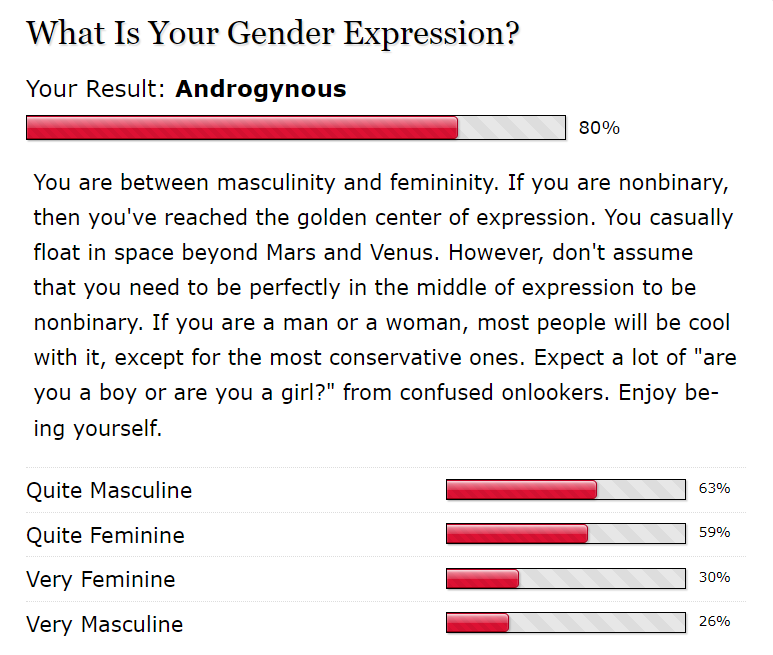 What Is Your Gender Expression?
Your Result: Androgynous
80%
You are between masculinity and femininity. If you are nonbinary,
then you've reached the golden center of expression. You casually
float in space beyond Mars and Venus. However, don't assume
that you need to be perfectly in the middle of expression to be
nonbinary. If you are a man or a woman, most people will be cool
with it, except for the most conservative ones. Expect a lot of "are
you a boy or are you a girl?" from confused onlookers. Enjoy be-
ing yourself.
Quite Masculine 63%
Quite Feminine 59%
Very Feminine 30%
Very Masculine 26%